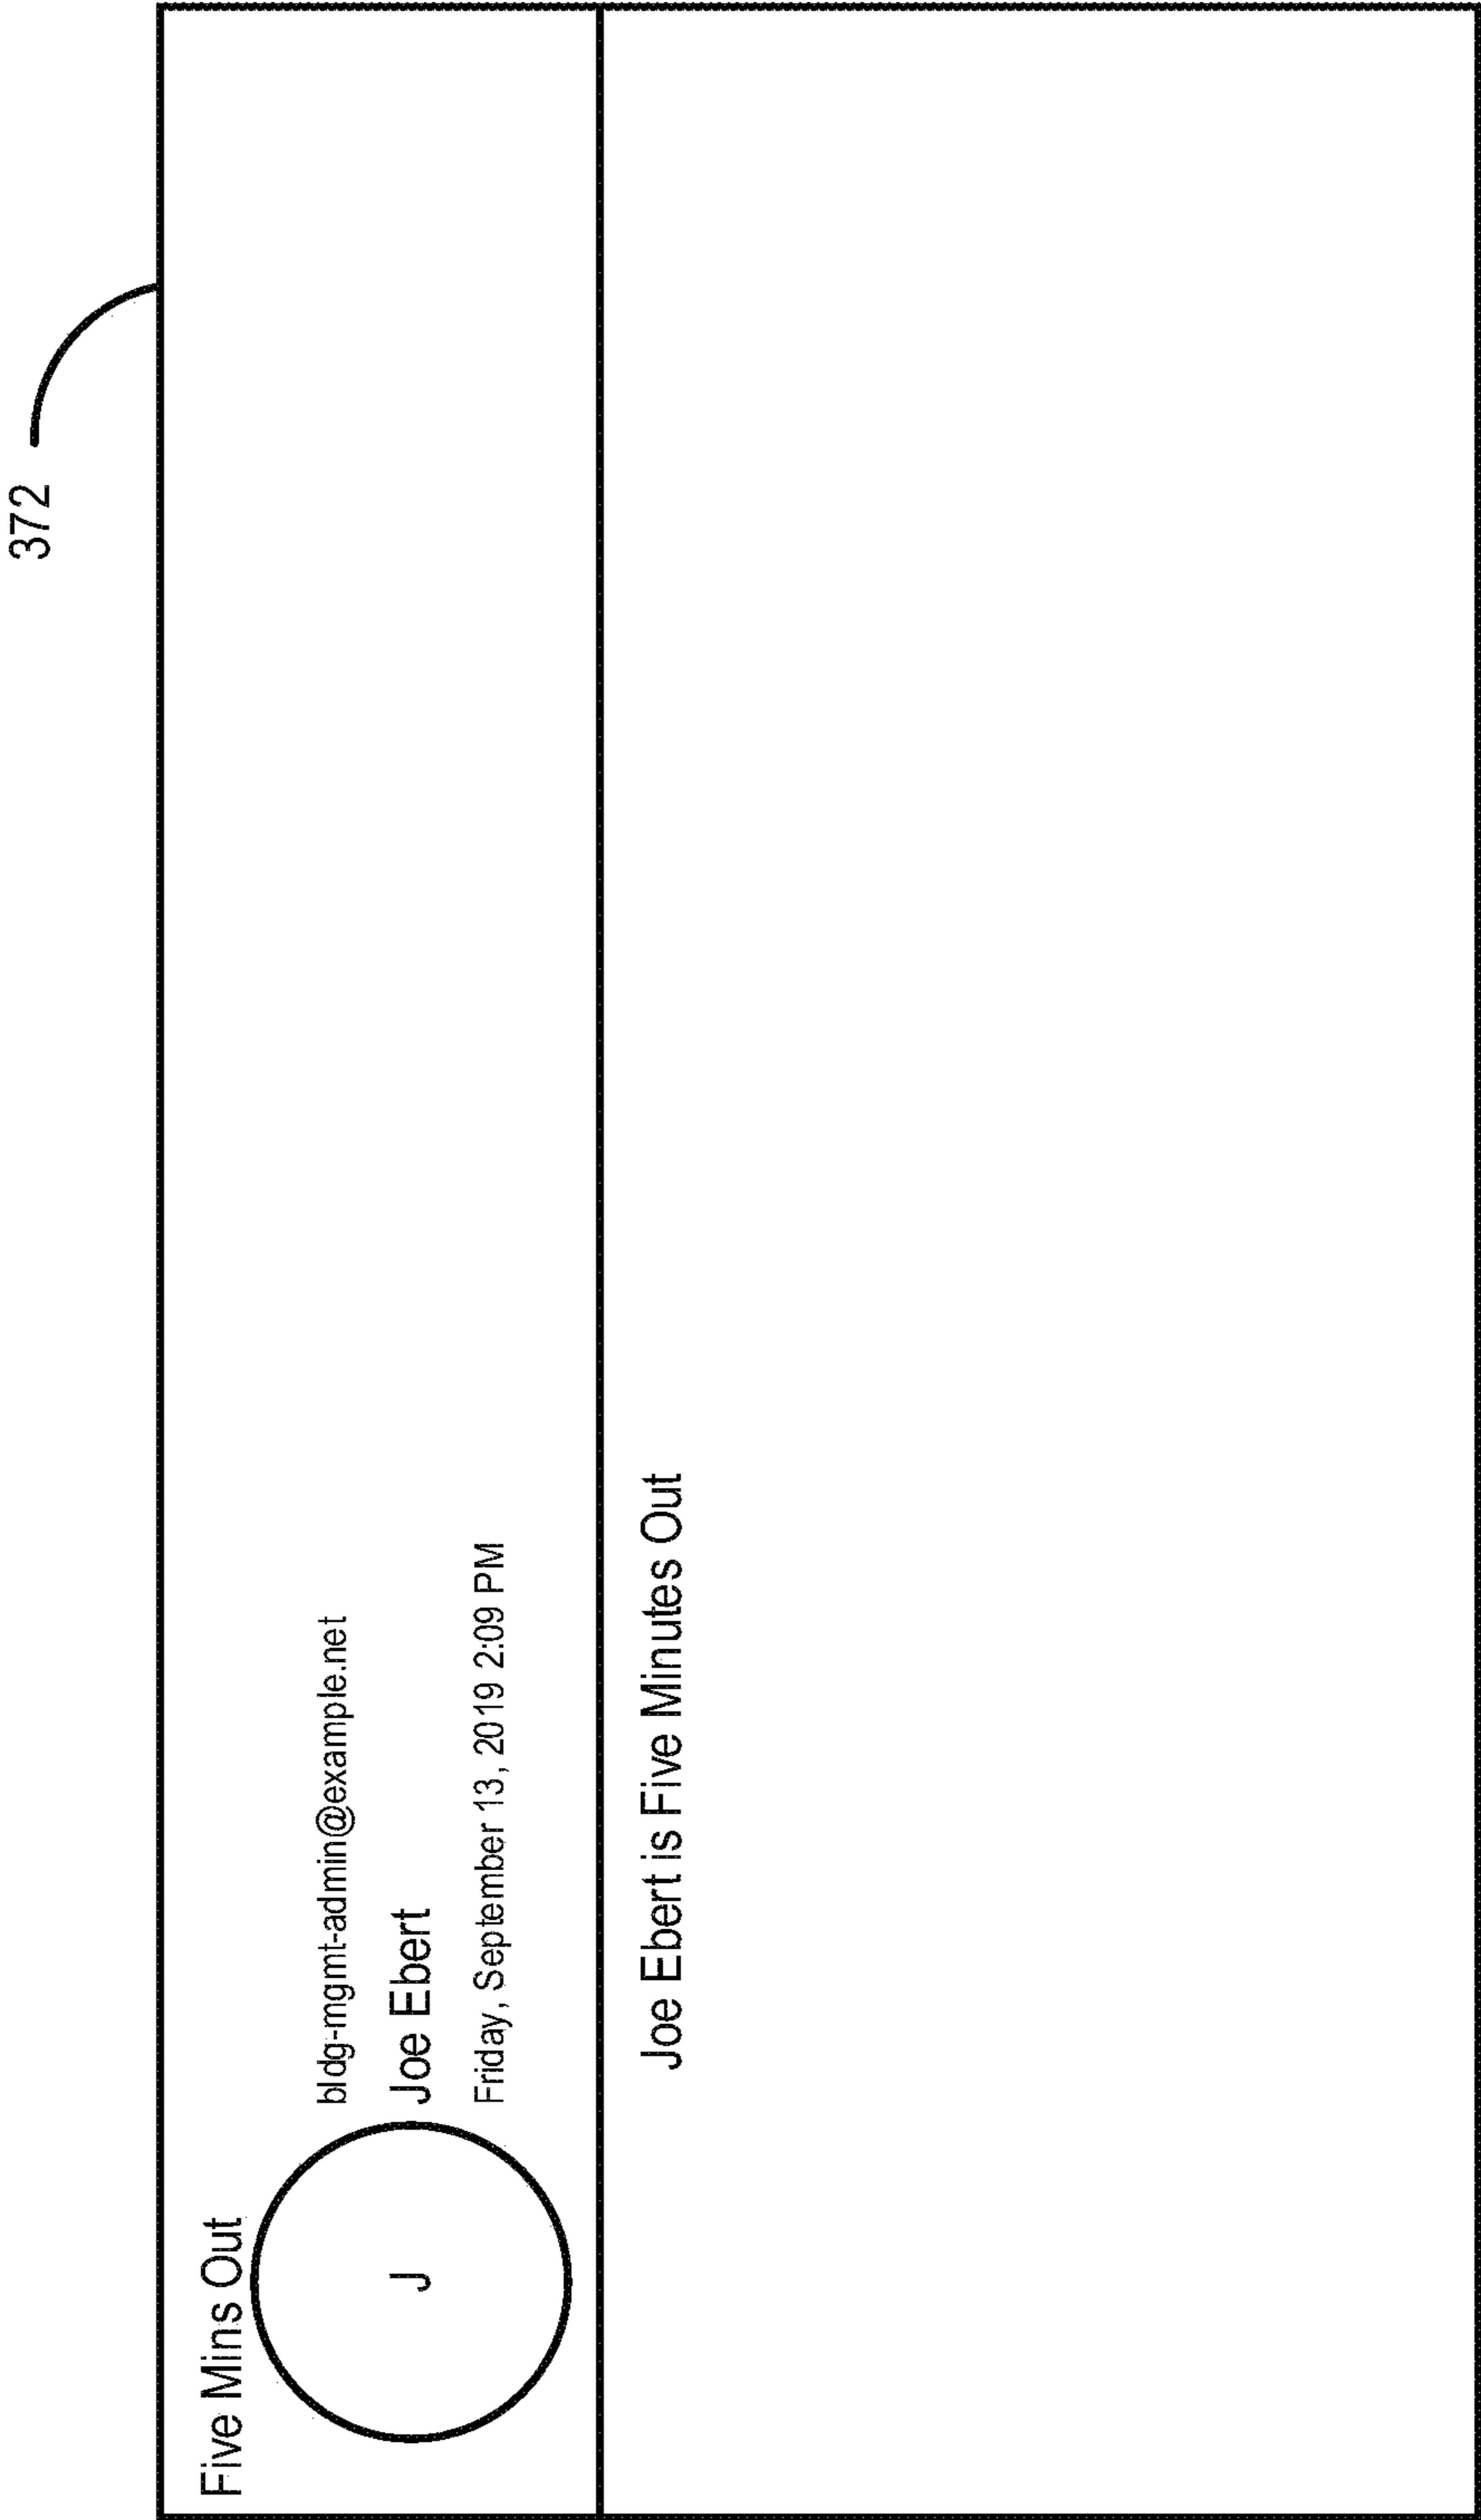 372
Five Mins Out
bldg-mgmt-admin@example.net
J
Joe Ebert
Friday, September 13, 2019 2:09 PM
Joe Ebert is Five Minutes Out